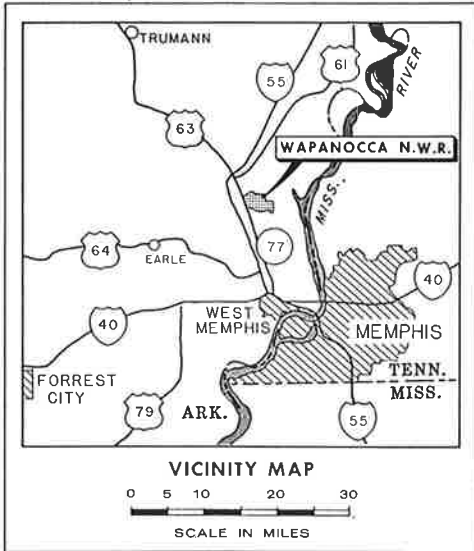 TRUMANN
55
61
RIVER
63
WAPANOCCA N.W.R.
MISS.
77
64
EARLE
40
40
WEST
MEMPHIS
MEMPHIS
FORREST
CITY
TENN.
MISS.
79
ARK.
55
VICINITY MAP
0 5 10 15 20 30
SCALE IN MILES